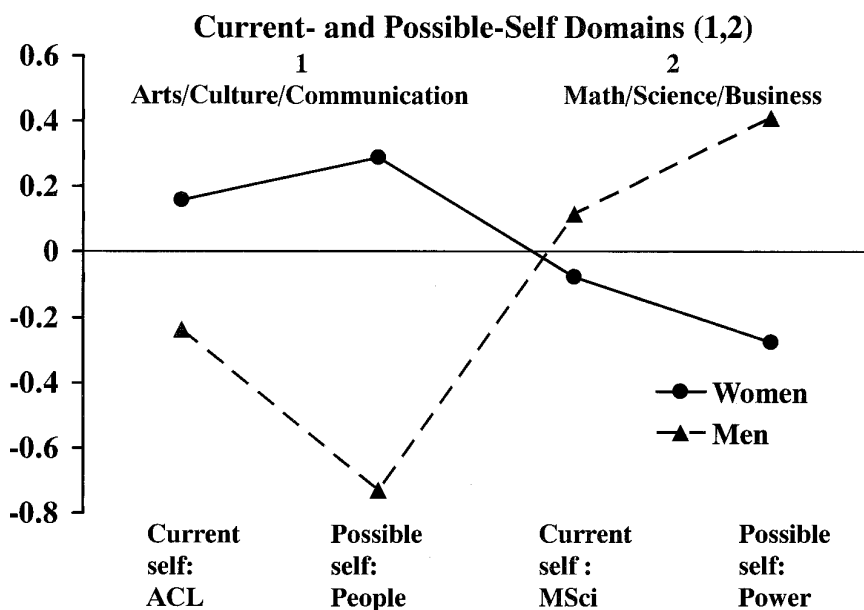 Current- and Possible-Self Domains (1,2)
1
Arts/Culture/Communication
2
Math/Science/Business
0.6
0.4
0.2
0
-0.2
-0.4
-0.6
-0.8
Women
Men
Current
self:
ACL
Possible
self:
People
Current
self :
MSci
Possible
self:
Power